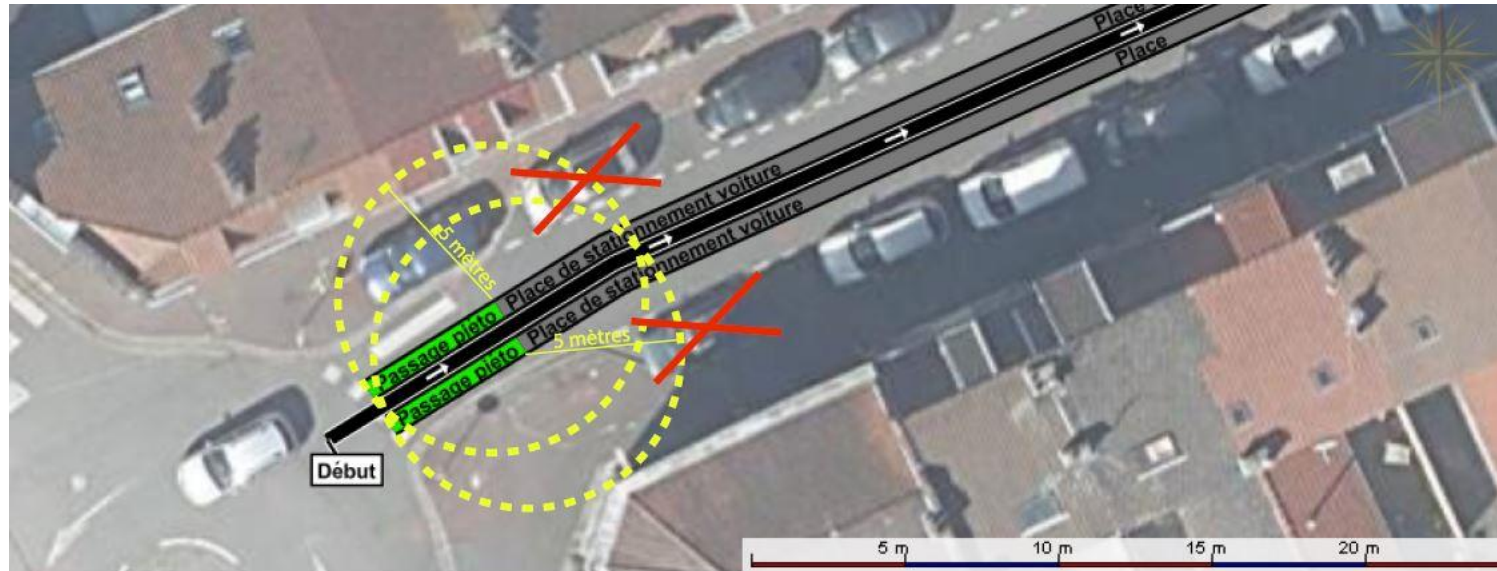 Place
Place
Place de stationnement voiture
Place de stationnement voiture
5 mètres
5 mètres
Passage piéto
Passage piéto
Début
5 m
10 m
15 m
20 m